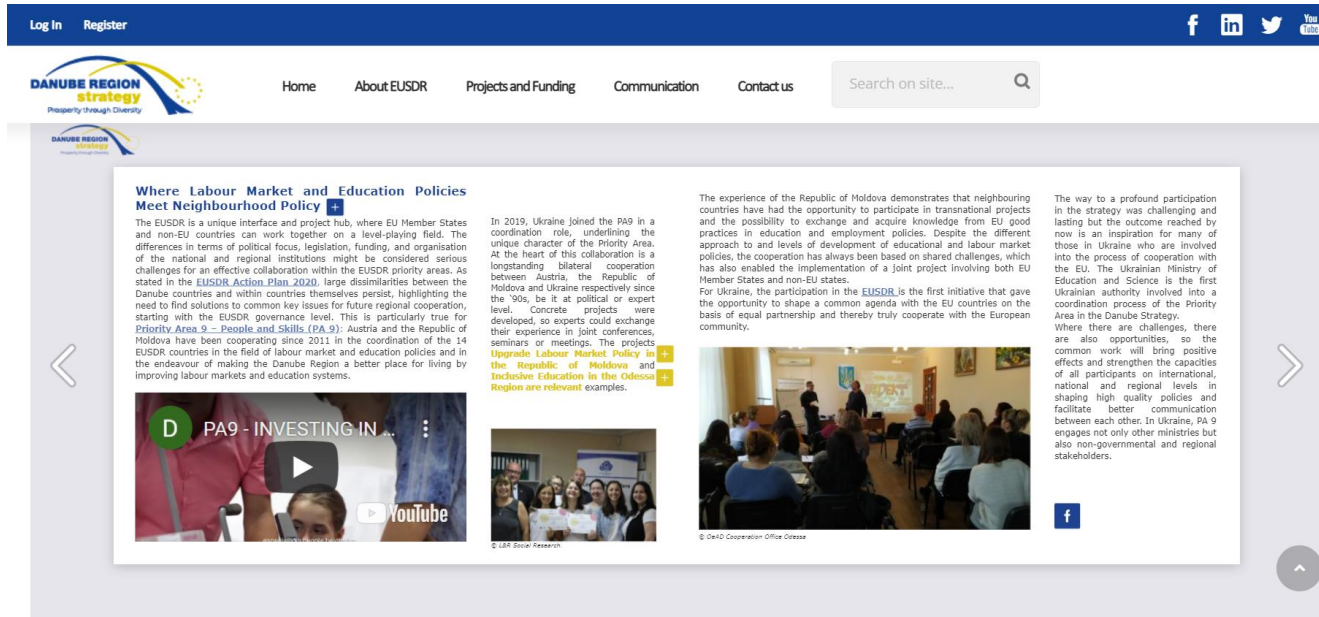 Log In Register
You
Tube
DANUBE REGION
strategy
Prosperity through Diversity
Home About EUSDR Projects and Funding Communication Contact us Search on site...
DANUBE REGION
strategy
Prosperity through Diversity
Where Labour Market and Education Policies
Meet Neighbourhood Policy +
The EUSDR is a unique interface and project hub, where EU Member States
and non-EU countries can work together on a level-playing field. The
differences in terms of political focus, legislation, funding, and organisation
of the national and regional institutions might be considered serious
challenges for an effective collaboration within the EUSDR priority areas. As
stated in the EUSDR Action Plan 2020, large dissimilarities between the
Danube countries and within countries themselves persist, highlighting the
need to find solutions to common key issues for future regional cooperation,
starting with the EUSDR governance level. This is particularly true for
Priority Area 9 – People and Skills (PA 9): Austria and the Republic of
Moldova have been cooperating since 2011 in the coordination of the 14
EUSDR countries in the field of labour market and education policies and in
the endeavour of making the Danube Region a better place for living by
improving labour markets and education systems.
D PA9 - INVESTING IN ...
YouTube
In 2019, Ukraine joined the PA9 in a
coordination role, underlining the
unique character of the Priority Area.
At the heart of this collaboration is a
longstanding bilateral cooperation
between Austria, the Republic of
Moldova and Ukraine respectively since
the `90s, be it at political or expert
level. Concrete projects were
developed, so experts could exchange
their experience in joint conferences,
seminars or meetings. The projects
Upgrade Labour Market Policy in +
the Republic of Moldova and
Inclusive Education in the Odessa +
Region are relevant examples.
© L&R Social Research
The experience of the Republic of Moldova demonstrates that neighbouring
countries have had the opportunity to participate in transnational projects
and the possibility to exchange and acquire knowledge from EU good
practices in education and employment policies. Despite the different
approach to and levels of development of educational and labour market
policies, the cooperation has always been based on shared challenges, which
has also enabled the implementation of a joint project involving both EU
Member States and non-EU states.
For Ukraine, the participation in the EUSDR is the first initiative that gave
the opportunity to shape a common agenda with the EU countries on the
basis of equal partnership and thereby truly cooperate with the European
community.
© OeAD Cooperation Office Odessa
The way to a profound participation
in the strategy was challenging and
lasting but the outcome reached by
now is an inspiration for many of
those in Ukraine who are involved
into the process of cooperation with
the EU. The Ukrainian Ministry of
Education and Science is the first
Ukrainian authority involved into a
coordination process of the Priority
Area in the Danube Strategy.
Where there are challenges, there
are also opportunities, so the
common work will bring positive
effects and strengthen the capacities
of all participants on international,
national and regional levels in
shaping high quality policies and
facilitate better communication
between each other. In Ukraine, PA 9
engages not only other ministries but
also non-governmental and regional
stakeholders.